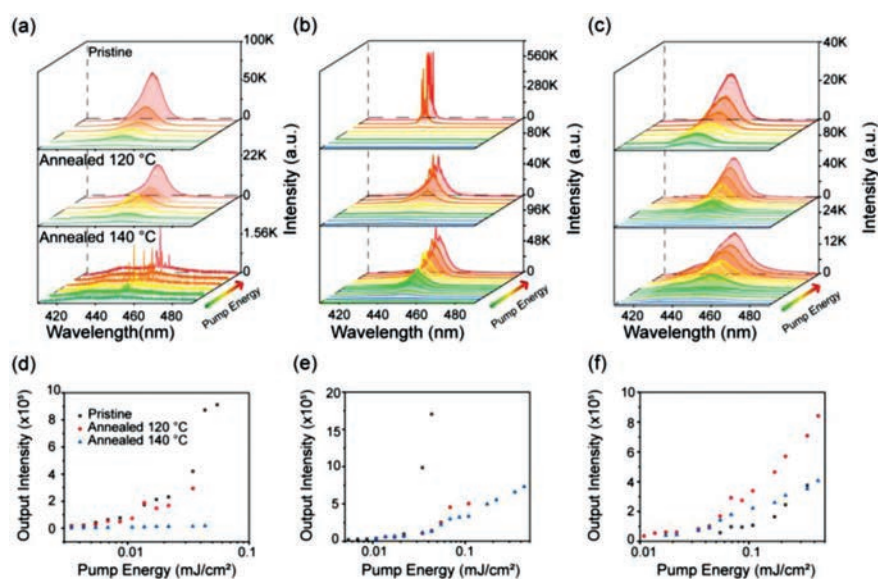 (a)
Pristine
100K
50K
0
Annealed 120 °C
22K
0
Annealed 140 °C
1.56K
0
Intensity (a.u.)
420 440 460 480
Wavelength(nm)
Pump Energy
(b)
560K
280K
0
80K
40K
0
96K
48K
0
Intensity (a.u.)
420 440 460 480
Wavelength (nm)
Pump Energy
(c)
40K
20K
0
80K
40K
0
24K
12K
0
Intensity (a.u.)
420 440 460 480
Wavelength (nm)
Pump Energy
(d)
Output Intensity (x10⁵)
10
8
6
4
2
0
Pristine
Annealed 120 °C
Annealed 140 °C
0.01 0.1
Pump Energy (mJ/cm²)
(e)
Output Intensity (x10⁵)
20
15
10
5
0
0.01 0.1
Pump Energy (mJ/cm²)
(f)
Output Intensity (x10⁵)
10
8
6
4
2
0
0.01 0.1
Pump Energy (mJ/cm²)